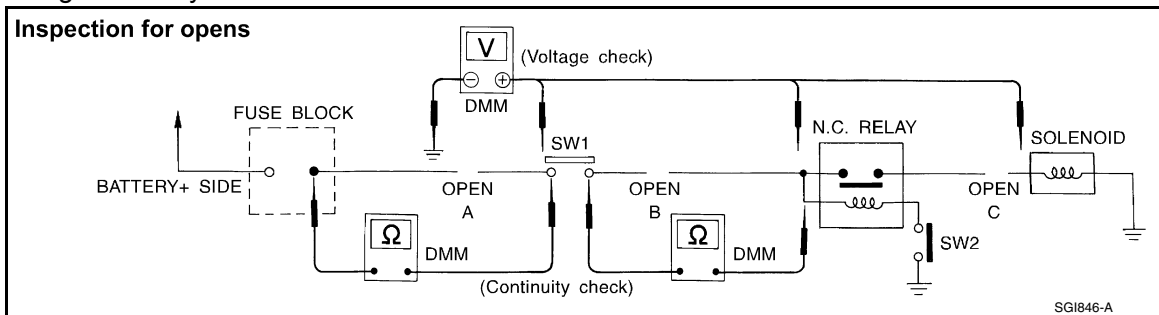 Inspection for opens
V
(Voltage check)
DMM
FUSE BLOCK
SW1
N.C. RELAY
SOLENOID
BATTERY+ SIDE
OPEN
A
OPEN
B
OPEN
C
Ω
DMM
Ω
DMM
SW2
(Continuity check)
SGI846-A